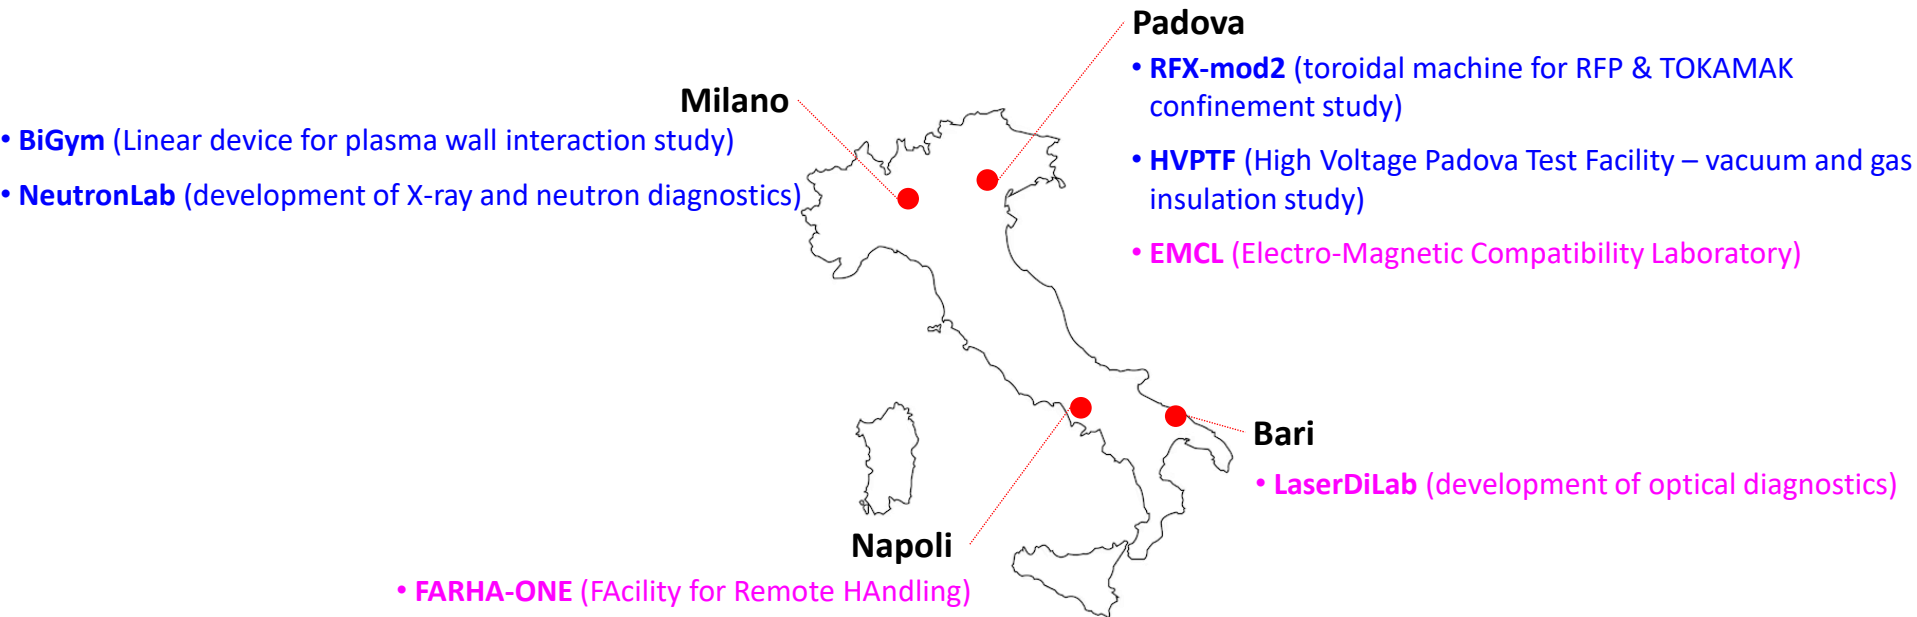 Padova
• RFX-mod2 (toroidal machine for RFP & TOKAMAK
confinement study)
• HVPTF (High Voltage Padova Test Facility – vacuum and gas
insulation study)
• EMCL (Electro-Magnetic Compatibility Laboratory)
Milano
• BiGym (Linear device for plasma wall interaction study)
• NeutronLab (development of X-ray and neutron diagnostics)
Bari
• LaserDiLab (development of optical diagnostics)
Napoli
• FARHA-ONE (FAcility for Remote HAndling)